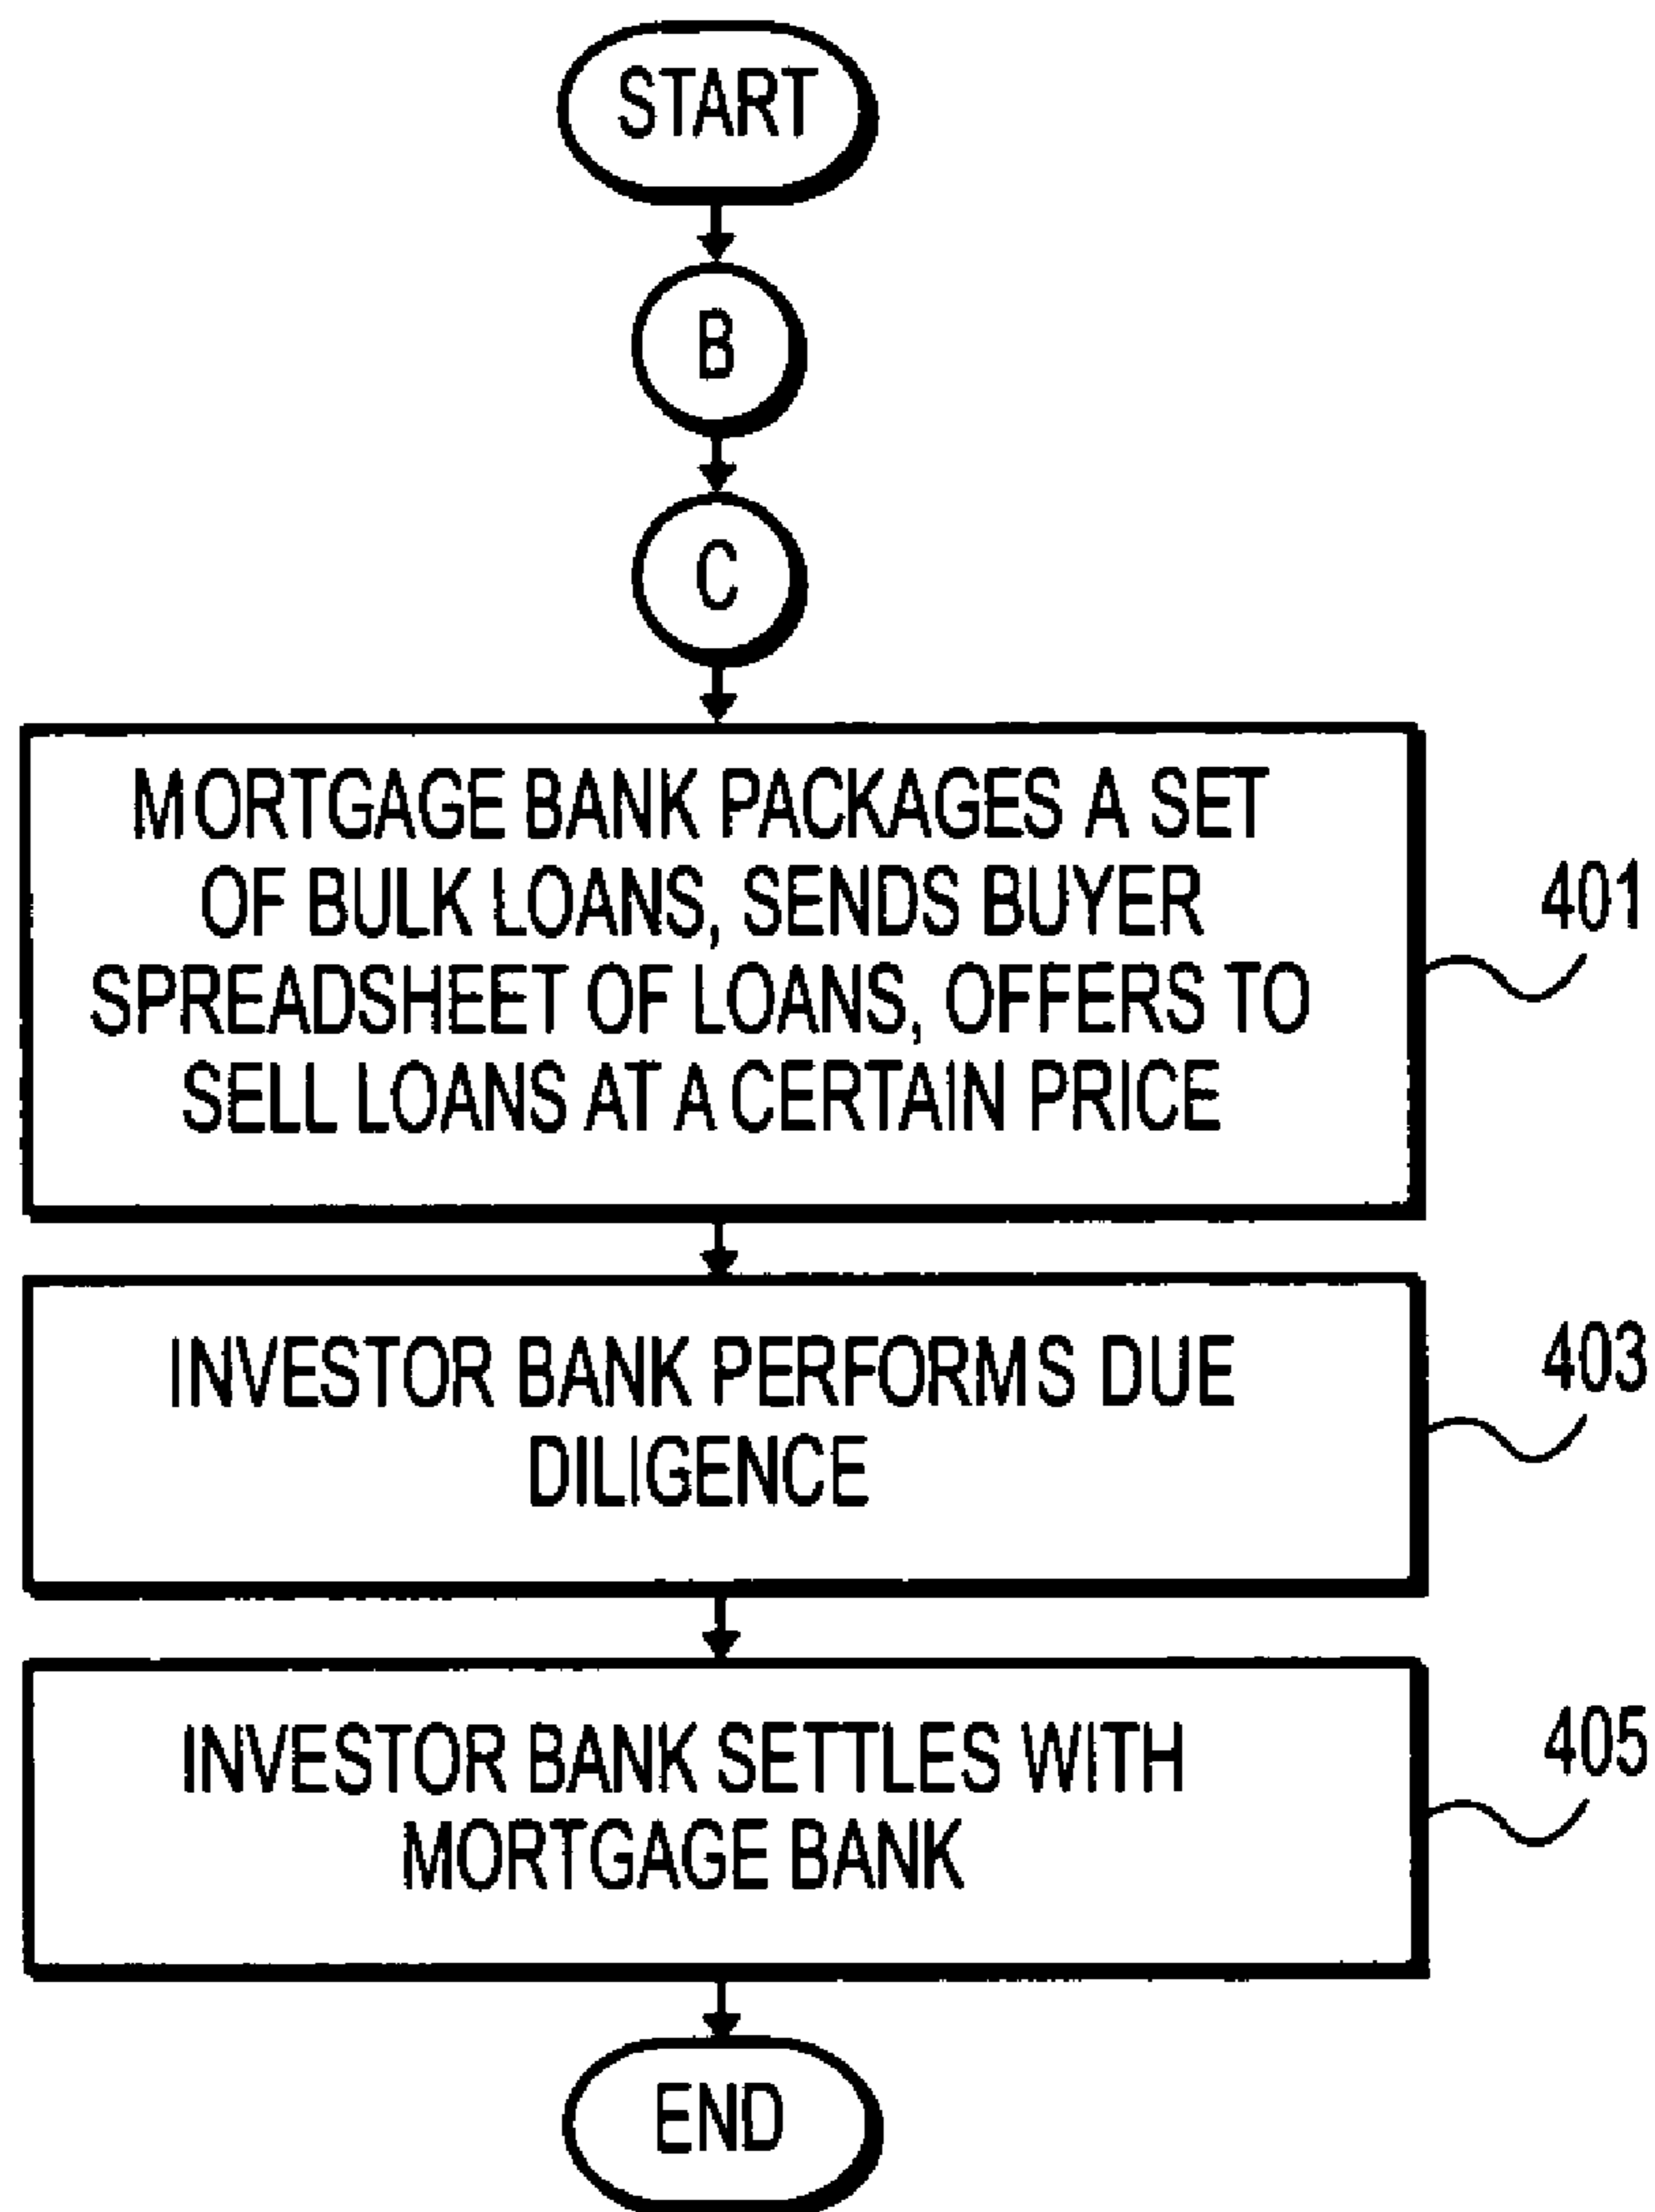 START
B
C
MORTGAGE BANK PACKAGES A SET
OF BULK LOANS, SENDS BUYER
SPREADSHEET OF LOANS, OFFERS TO
SELL LOANS AT A CERTAIN PRICE
401
INVESTOR BANK PERFORMS DUE
DILIGENCE
403
INVESTOR BANK SETTLES WITH
MORTGAGE BANK
405
END